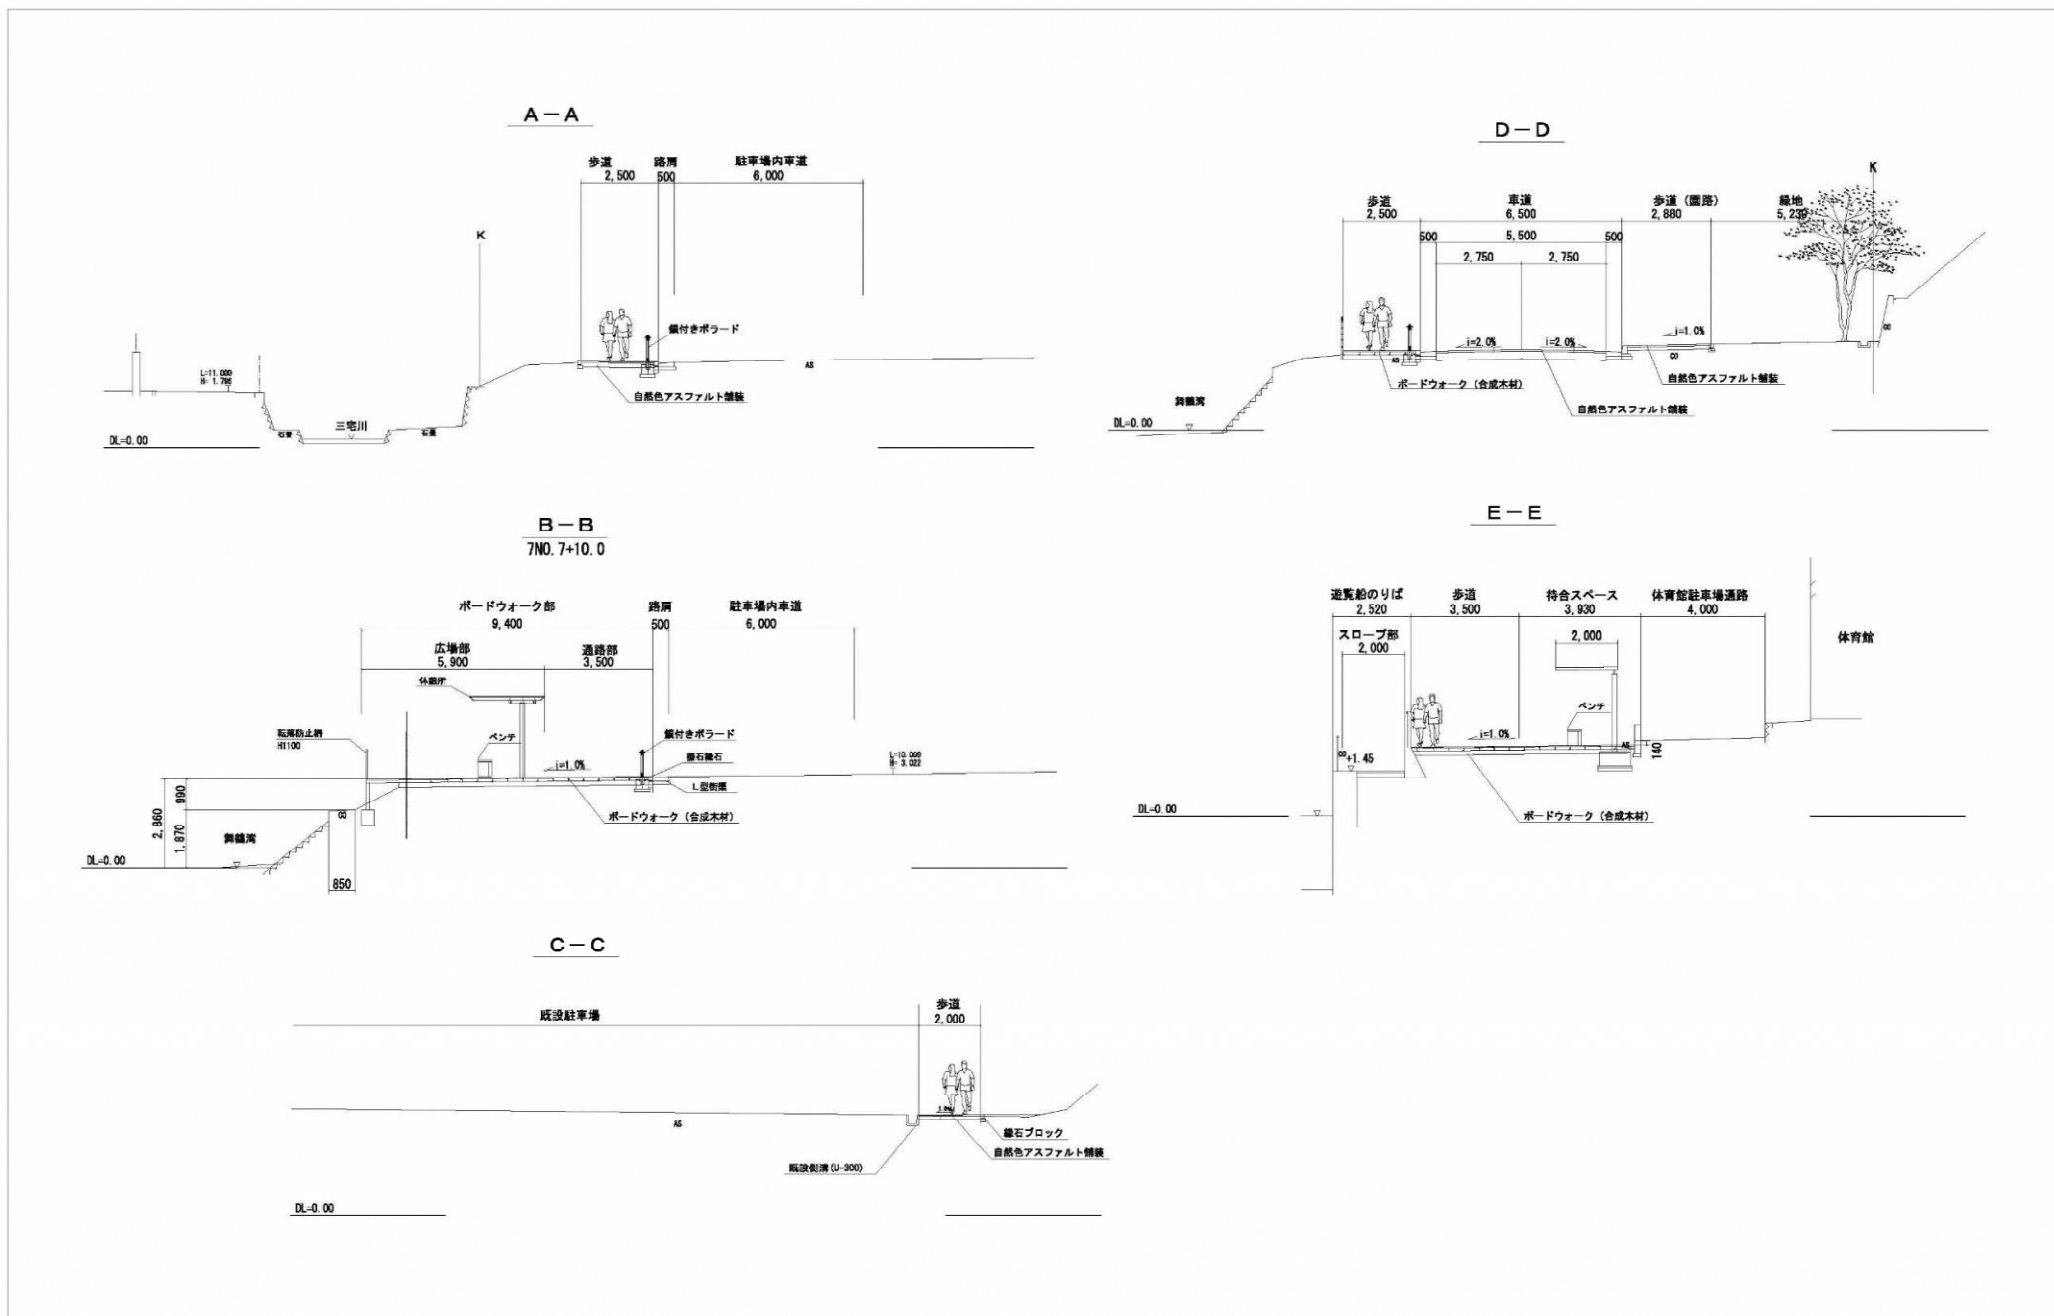 A－A
歩道
路肩
駐車場内車道
2,500
500
6,000
K
鎖付きボラード
L=11.000
AS
自然色アスファルト舗装
三宅川
石畳
石畳
DL=0.00
B－B
7NO.7+10.0
ボードウォーク部
路肩
駐車場内車道
9,400
500
6,000
広場部
通路部
5,900
3,500
休憩所
転落防止柵
H1100
ベンチ
鎖付きボラード
擬石縁石
L型街渠
i=1.0%
L=10.000
H= 3.022
ボードウォーク（合成木材）
990
2,860
1,870
CO
舞鶴湾
DL=0.00
850
C－C
既設駐車場
歩道
2,000
AS
縁石ブロック
自然色アスファルト舗装
既設側溝(U-300)
DL=0.00
D－D
K
歩道
車道
歩道（園路）
緑地
2,500
6,500
2,880
5,239
500
5,500
500
2,750
2,750
i=2.0%
i=2.0%
i=1.0%
AS
CO
CO
ボードウォーク（合成木材）
自然色アスファルト舗装
自然色アスファルト舗装
舞鶴湾
DL=0.00
E－E
遊覧船のりば
歩道
待合スペース
体育館駐車場通路
2,520
3,500
3,930
4,000
スロープ部
2,000
2,000
体育館
ベンチ
i=1.0%
AS
140
CO
+1.45
DL=0.00
ボードウォーク（合成木材）